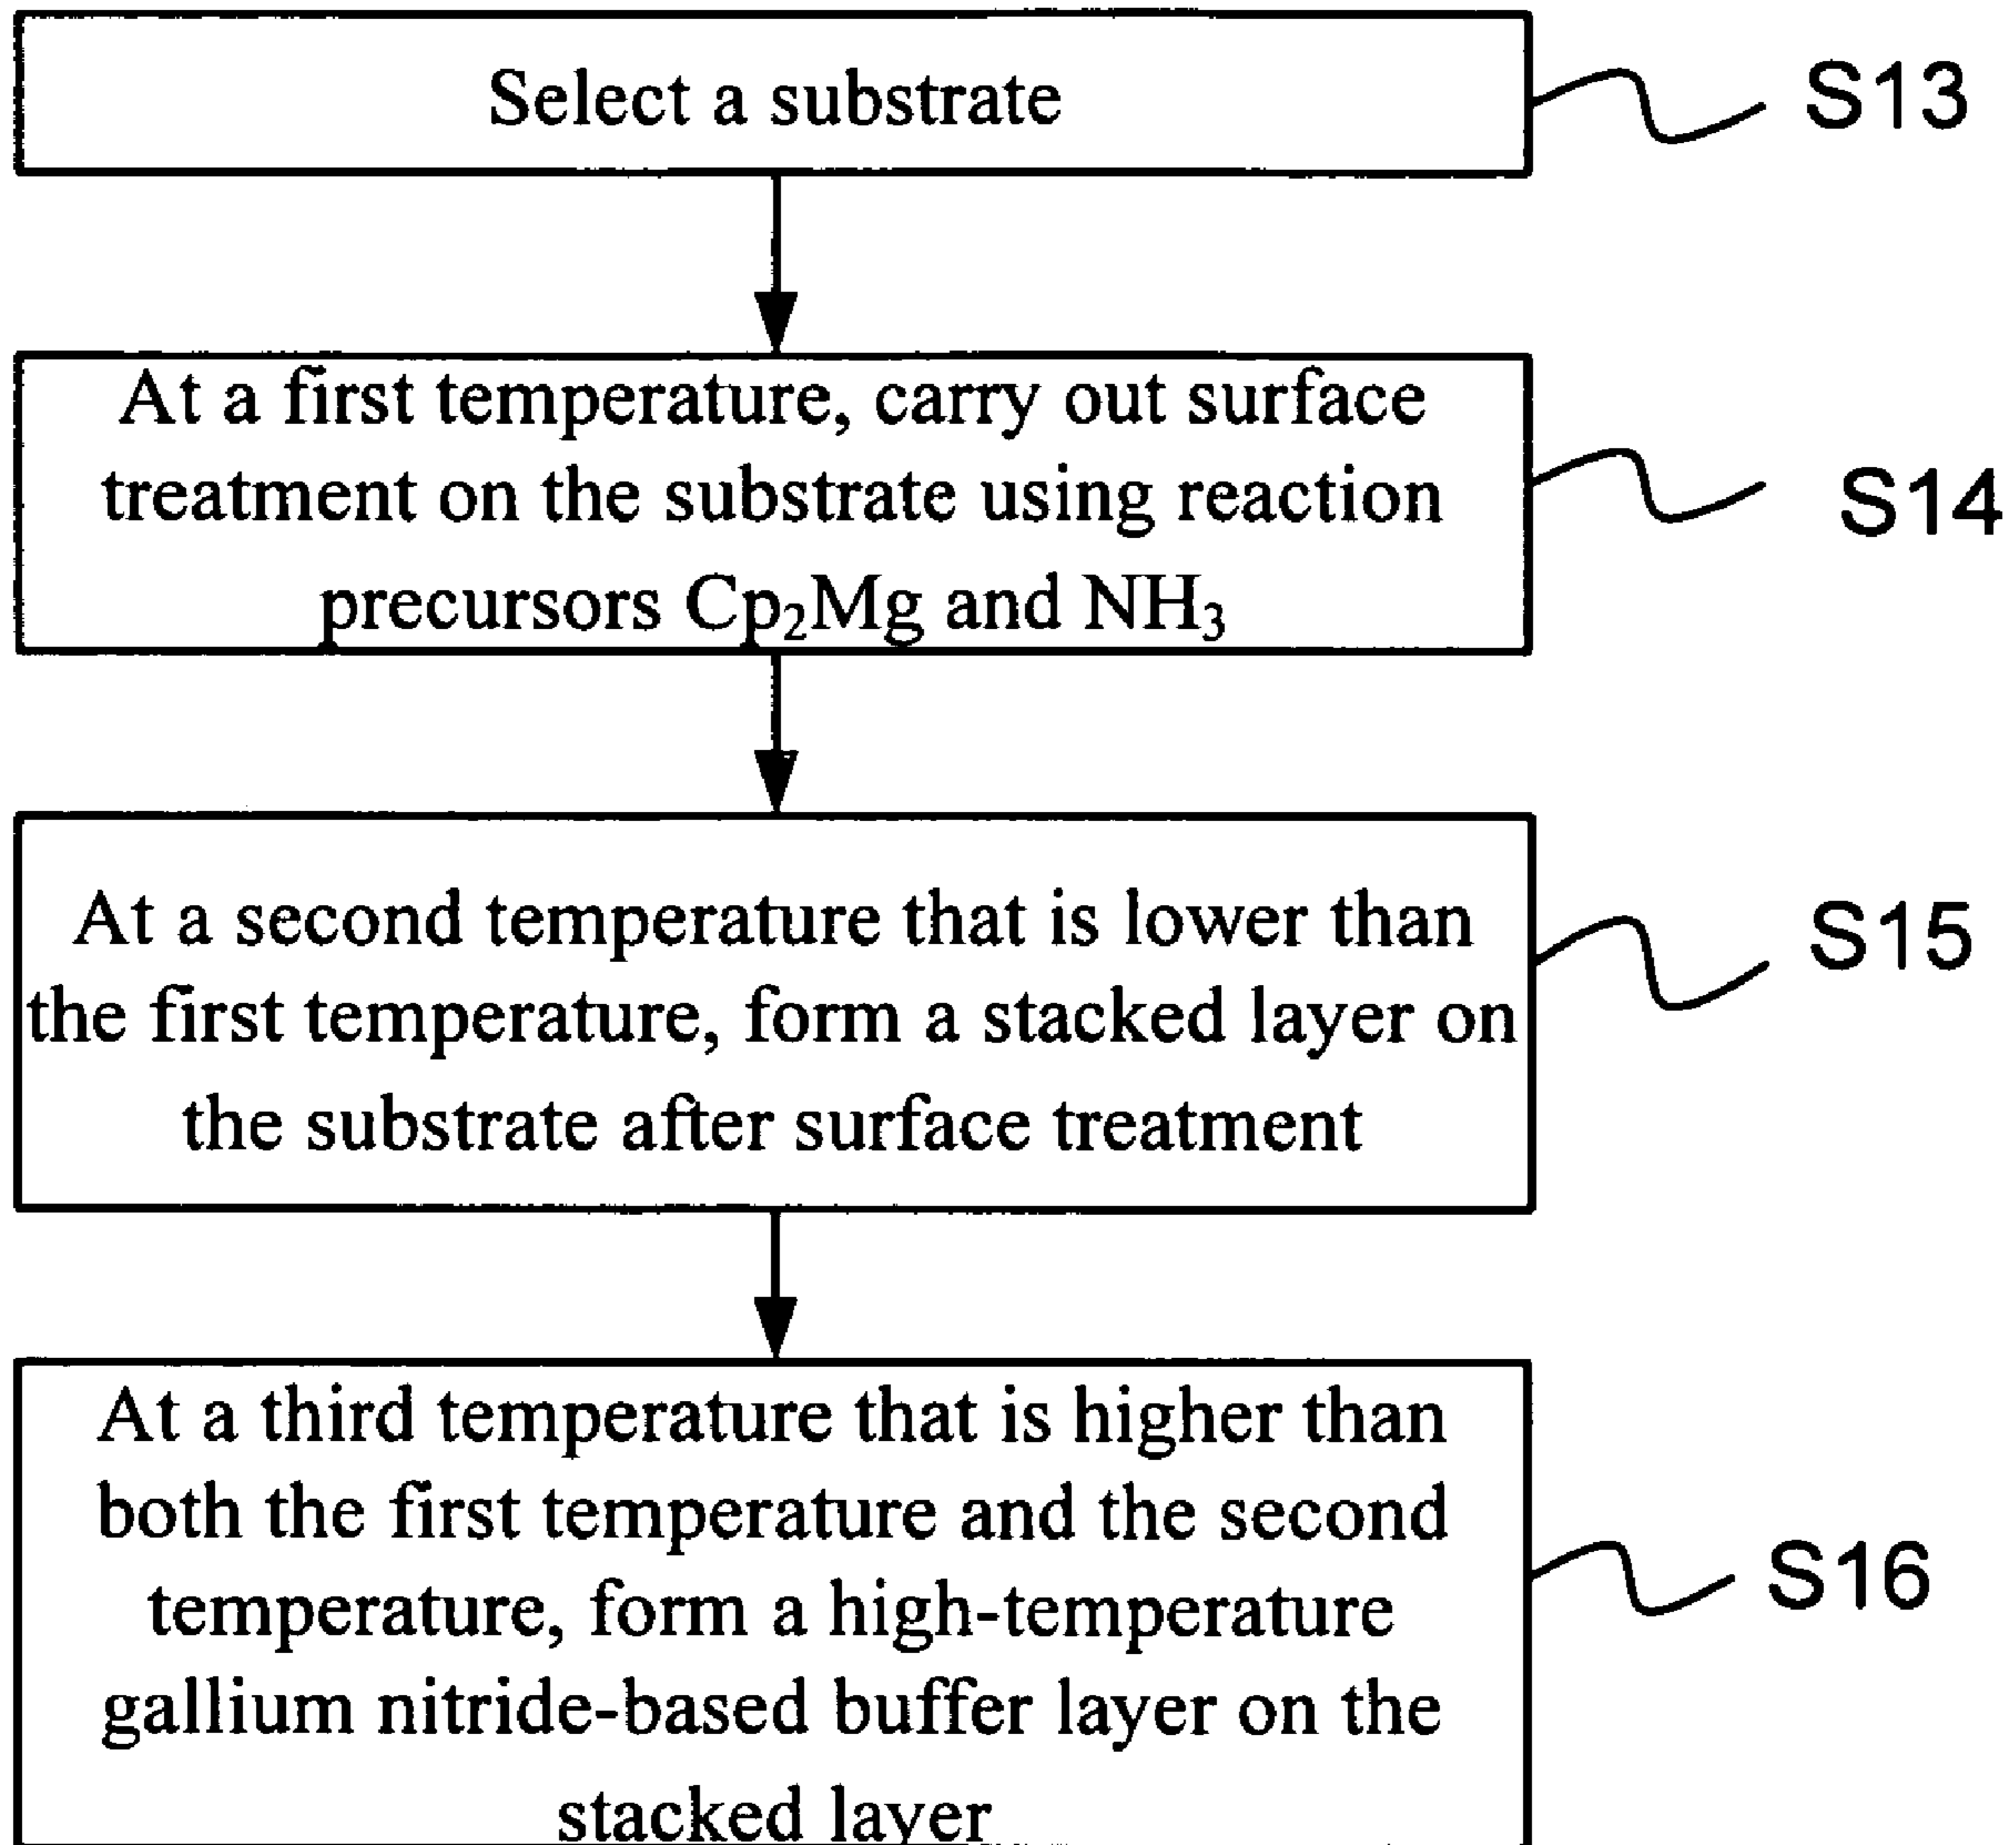 Select a substrate
S13
At a first temperature, carry out surface
treatment on the substrate using reaction
precursors Cp₂Mg and NH₃
S14
At a second temperature that is lower than
the first temperature, form a stacked layer on
the substrate after surface treatment
S15
At a third temperature that is higher than
both the first temperature and the second
temperature, form a high-temperature
gallium nitride-based buffer layer on the
stacked layer
S16